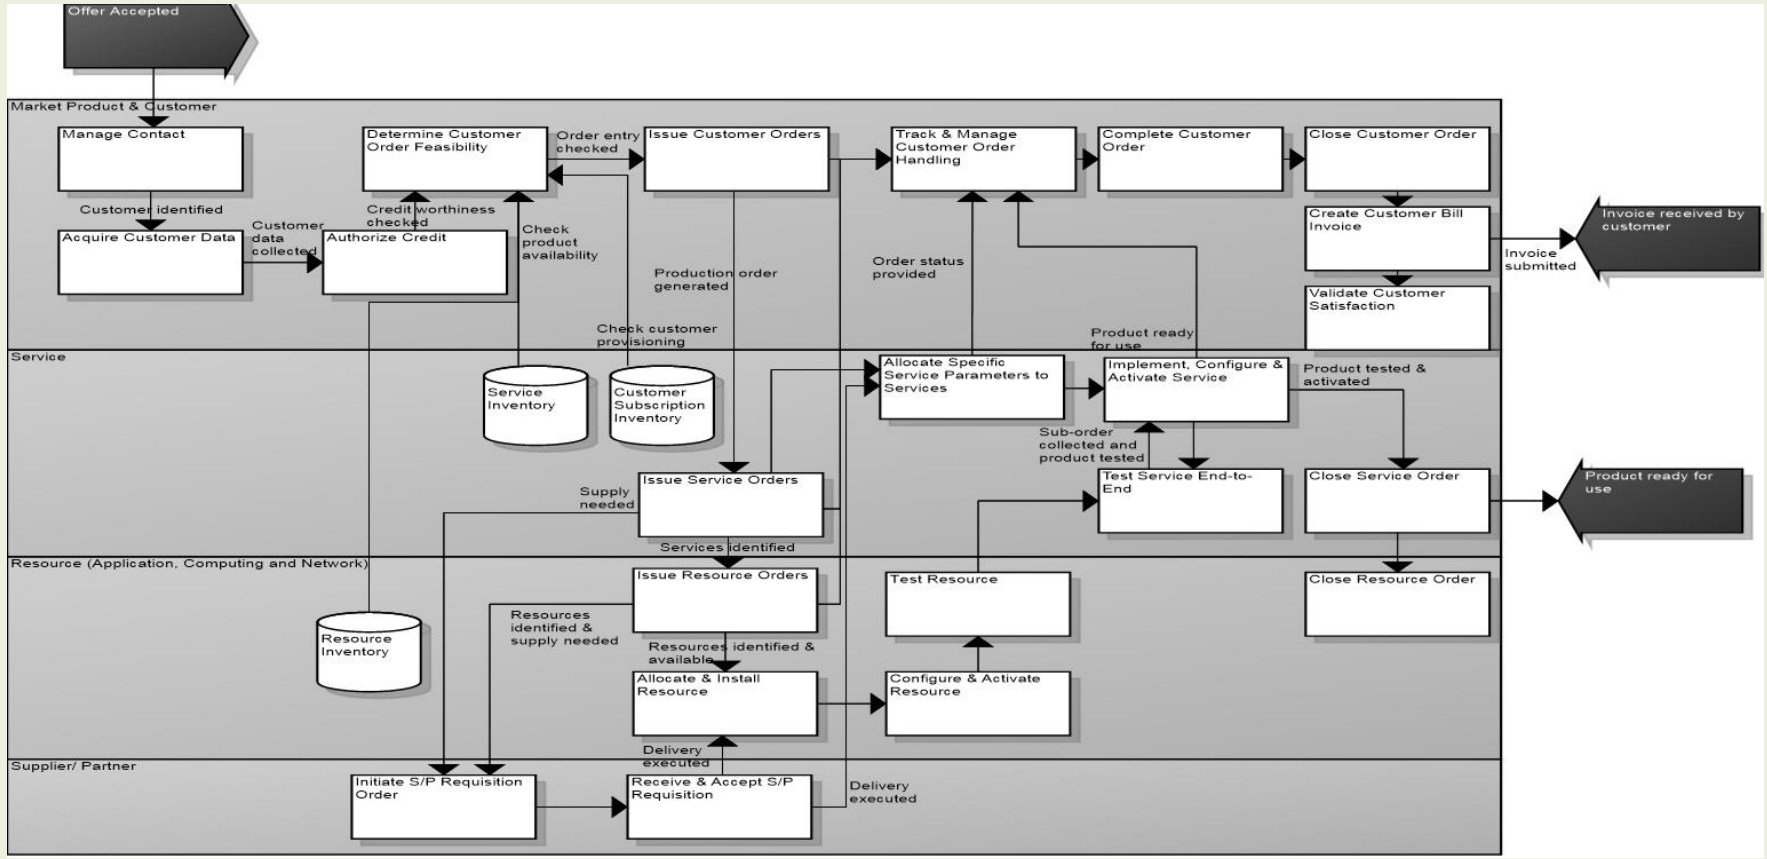 Offer Accepted
Market Product & Customer
Manage Contact
Determine Customer
Order Feasibility
Order entry
checked
Issue Customer Orders
Track & Manage
Customer Order
Handling
Complete Customer
Order
Close Customer Order
Customer identified
Customer
data
collected
Credit worthiness
checked
Acquire Customer Data
Authorize Credit
Check
product
availability
Production order
generated
Order status
provided
Create Customer Bill
Invoice
Invoice received by
customer
Invoice
submitted
Validate Customer
Satisfaction
Check customer
provisioning
Product ready
for use
Service
Service
Inventory
Customer
Subscription
Inventory
Allocate Specific
Service Parameters to
Services
Implement, Configure &
Activate Service
Product tested &
activated
Sub-order
collected and
product tested
Supply
needed
Issue Service Orders
Test Service End-to-
End
Close Service Order
Product ready for
use
Services identified
Resource (Application, Computing and Network)
Issue Resource Orders
Test Resource
Close Resource Order
Resources
identified &
supply needed
Resource
Inventory
Resources identified &
available
Allocate & Install
Resource
Configure & Activate
Resource
Delivery
executed
Supplier/ Partner
Initiate S/P Requisition
Order
Receive & Accept S/P
Requisition
Delivery
executed